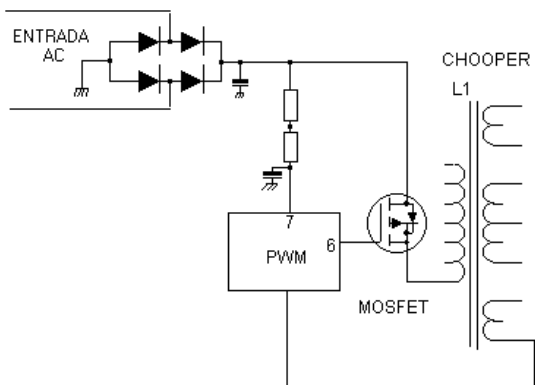 ENTRADA
AC
CHOOPER
L1
7
6
PWM
MOSFET